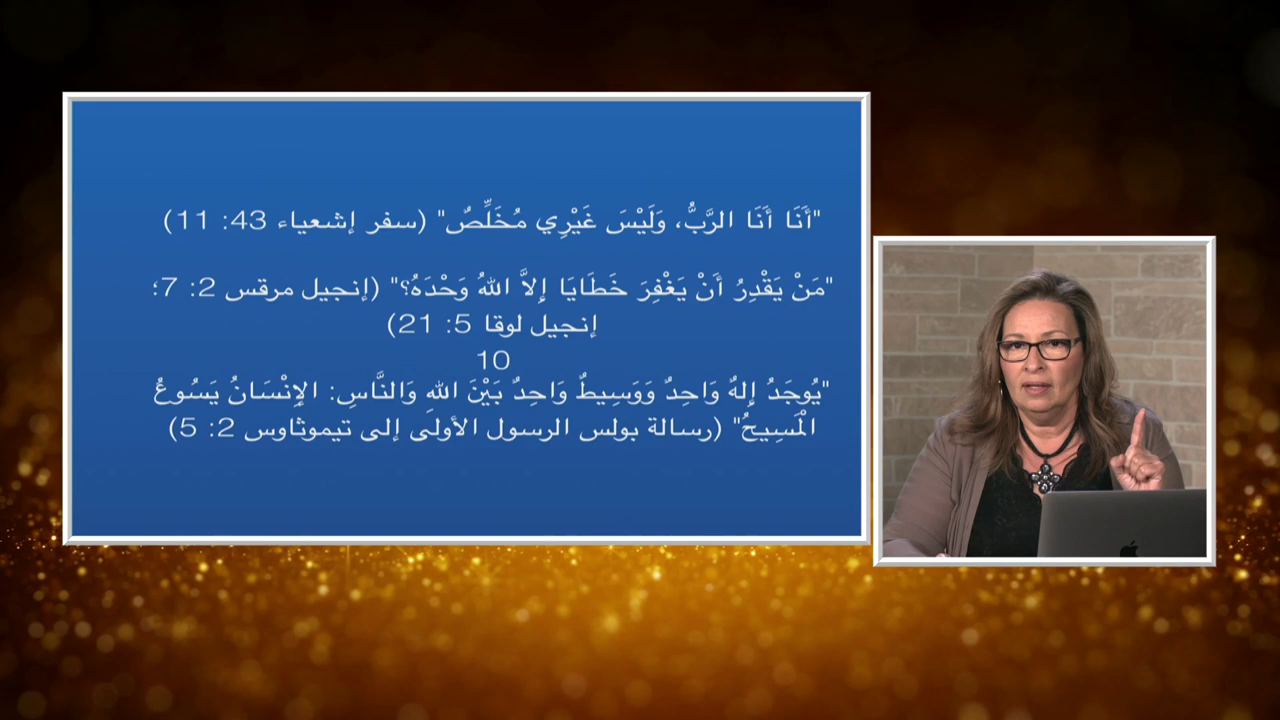 "أَنَا أَنَا الرَّبُّ، وَلَيْسَ غَيْرِي مُخَلِّصٌ" (سفر إشعياء 43: 11)
"مَنْ يَقْدِرُ أَنْ يَغْفِرَ خَطَايَا إِلاَّ اللهُ وَحْدَهُ؟" (إنجيل مرقس 2: 7؛
إنجيل لوقا 5: 21)
10
"يُوجَدُ إِلهٌ وَاحِدٌ وَوَسِيطٌ وَاحِدٌ بَيْنَ اللهِ وَالنَّاسِ: الإِنْسَانُ يَسُوعُ
الْمَسِيحُ" (رسالة بولس الرسول الأولى إلى تيموثاوس 2: 5)